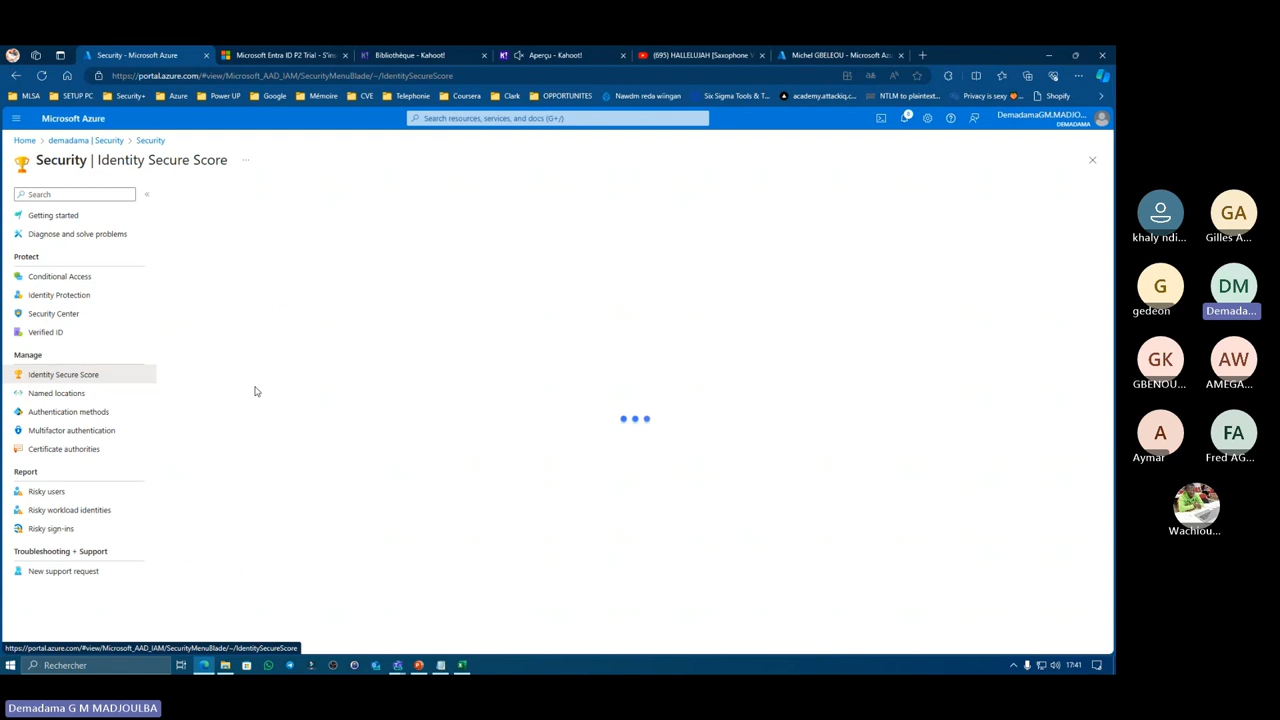 Security - Microsoft Azure
Microsoft Entra ID P2 Trial - S'ins
Bibliothèque - Kahoot!
Aperçu - Kahoot!
(695) HALLELUJAH [Saxophone V
Michel GBELEOU - Microsoft Az
https://portal.azure.com/#view/Microsoft_AAD_IAM/SecurityMenuBlade/~/IdentitySecureScore
MLSA
SETUP PC
Security+
Azure
Power UP
Google
Mémoire
CVE
Telephonie
Coursera
Clark
OPPORTUNITES
Nawdm reda wiingan
Six Sigma Tools & T...
academy.attackiq.c...
NTLM to plaintext...
Privacy is sexy
Shopify
Microsoft Azure
Search resources, services, and docs (G+/)
DemadamaGM.MADJO...
DEMADAMA
Home > demadama | Security > Security
Security | Identity Secure Score ...
Search
Getting started
Diagnose and solve problems
Protect
Conditional Access
Identity Protection
Security Center
Verified ID
Manage
Identity Secure Score
Named locations
Authentication methods
Multifactor authentication
Certificate authorities
Report
Risky users
Risky workload identities
Risky sign-ins
Troubleshooting + Support
New support request
https://portal.azure.com/#view/Microsoft_AAD_IAM/SecurityMenuBlade/~/IdentitySecureScore
Rechercher
17:41
khaly ndi...
GA
Gilles A...
G
gedeon
DM
Demada...
GK
GBENOU...
AW
AMEGA...
A
Aymar
FA
Fred AG...
Wachiou...
Demadama G M MADJOULBA